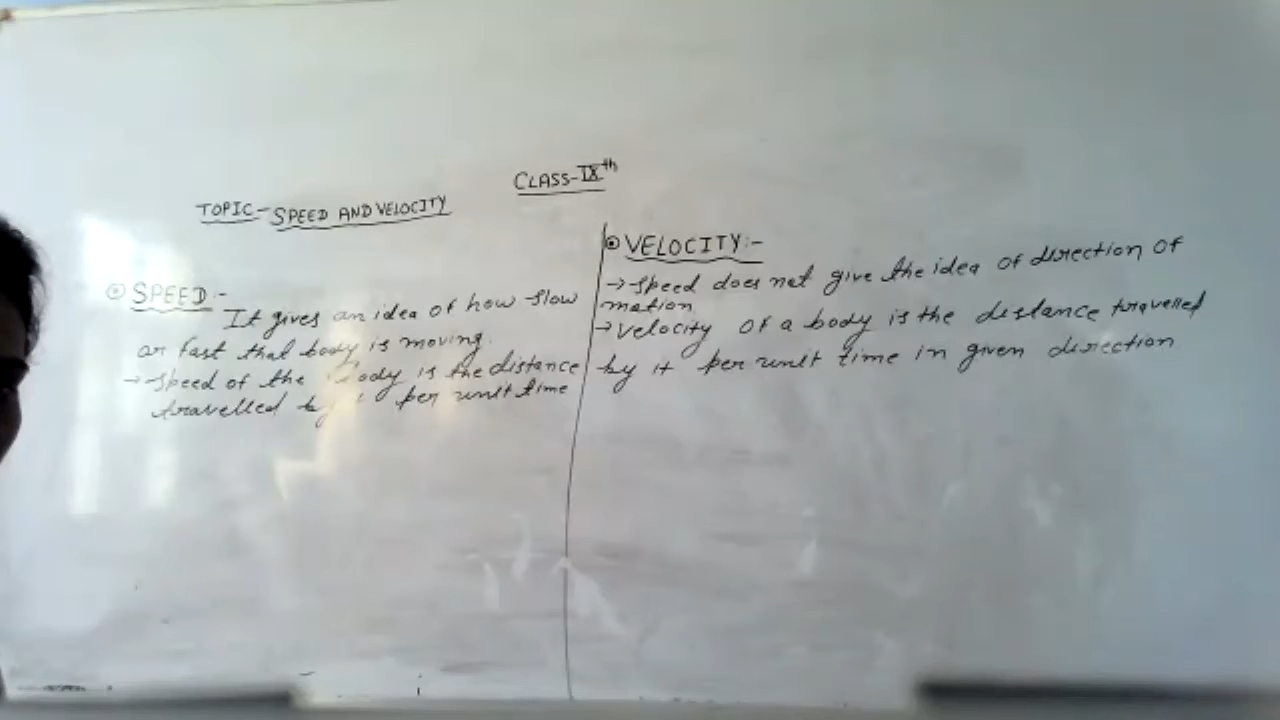 CLASS-IXth
TOPIC-SPEED AND VELOCITY
SPEED:-
It gives an idea of how slow
or fast that body is moving.
→ Speed of the body is the distance
travelled by it per unit time
VELOCITY:-
→ Speed does not give the idea of direction of
motion
→ Velocity of a body is the distance travelled
by it per unit time in given direction